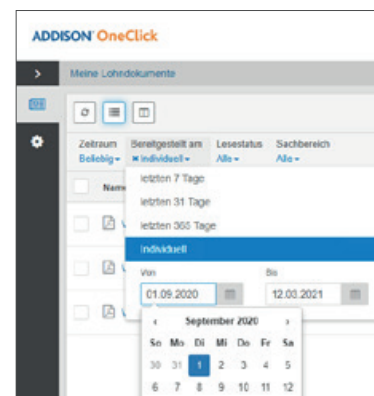 ADDISON OneClick
Meine Lohndokumente
Zeitraum Bereitgestellt am Lesestatus Sachbereich
Beliebig Individuell Alle Alle
letzten 7 Tage
Name
letzten 31 Tage
letzten 365 Tage
Individuell
Von Bis
01.09.2020 12.03.2021
‹ September 2020 ›
So Mo Di Mi Do Fr Sa
30 31 1 2 3 4 5
6 7 8 9 10 11 12